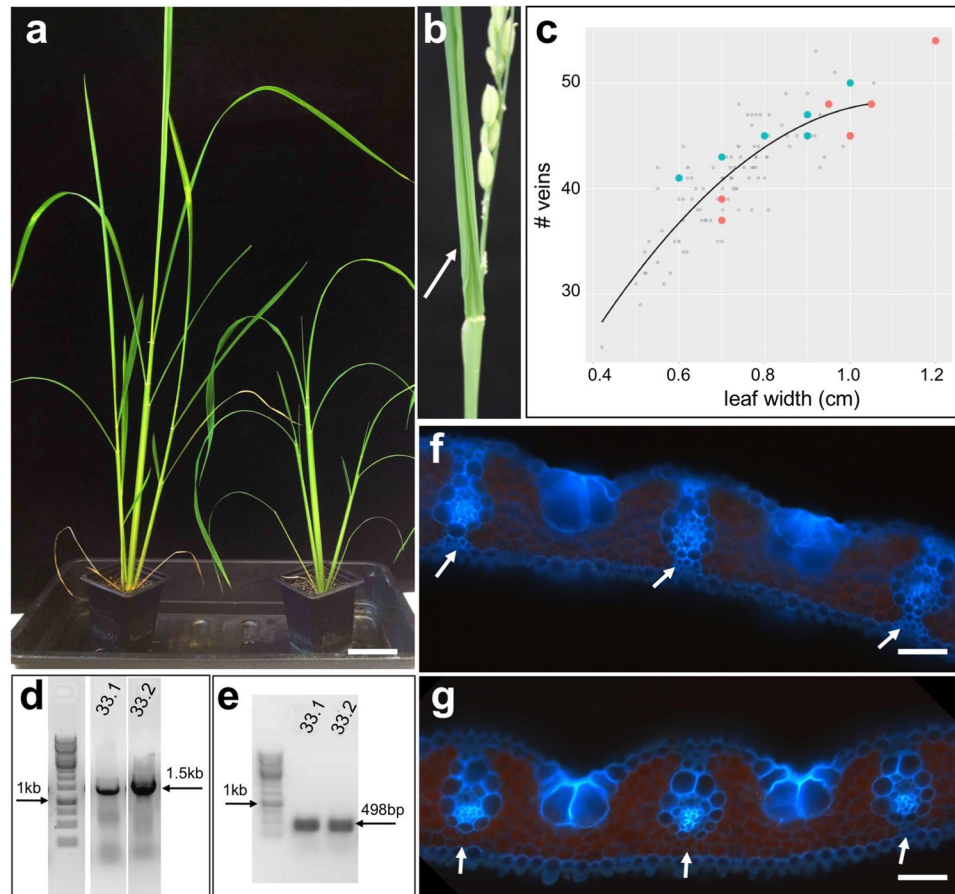 a
b
c
# veins
50
40
30
0.4 0.6 0.8 1.0 1.2
leaf width (cm)
f
d
33.1 33.2
1kb
1.5kb
e
33.1 33.2
1kb
498bp
g